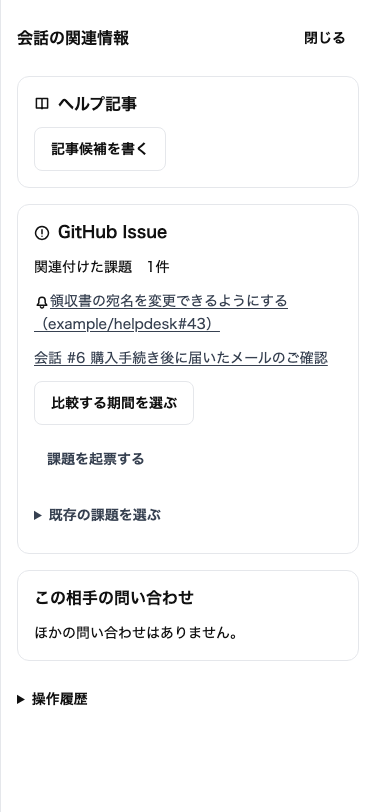 会話の関連情報
閉じる
ヘルプ記事
記事候補を書く
GitHub Issue
関連付けた課題　1件
領収書の宛名を変更できるようにする
（example/helpdesk#43）
会話 #6 購入手続き後に届いたメールのご確認
比較する期間を選ぶ
課題を起票する
▶ 既存の課題を選ぶ
この相手の問い合わせ
ほかの問い合わせはありません。
▶ 操作履歴